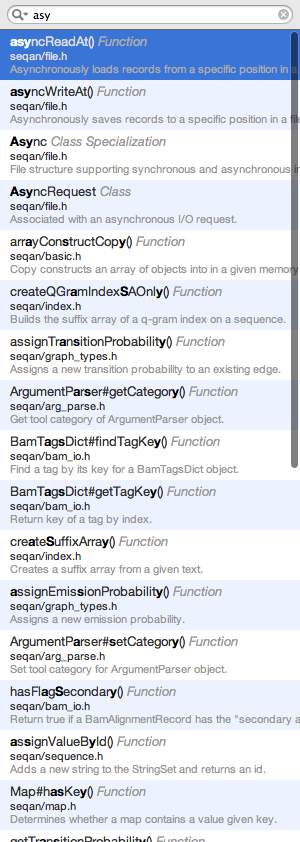 asy
asyncReadAt() Function
seqan/file.h
Asynchronously loads records from a specific position in a
asyncWriteAt() Function
seqan/file.h
Asynchronously saves records to a specific position in a file
Async Class Specialization
seqan/file.h
File structure supporting synchronous and asynchronous in
AsyncRequest Class
seqan/file.h
Associated with an asynchronous I/O request.
arrayConstructCopy() Function
seqan/basic.h
Copy constructs an array of objects into in a given memory
createQGramIndexSAOnly() Function
seqan/index.h
Builds the suffix array of a q-gram index on a sequence.
assignTransitionProbability() Function
seqan/graph_types.h
Assigns a new transition probability to an existing edge.
ArgumentParser#getCategory() Function
seqan/arg_parse.h
Get tool category of ArgumentParser object.
BamTagsDict#findTagKey() Function
seqan/bam_io.h
Find a tag by its key for a BamTagsDict object.
BamTagsDict#getTagKey() Function
seqan/bam_io.h
Return key of a tag by index.
createSuffixArray() Function
seqan/index.h
Creates a suffix array from a given text.
assignEmissionProbability() Function
seqan/graph_types.h
Assigns a new emission probability.
ArgumentParser#setCategory() Function
seqan/arg_parse.h
Set tool category for ArgumentParser object.
hasFlagSecondary() Function
seqan/bam_io.h
Return true if a BamAlignmentRecord has the "secondary a
assignValueById() Function
seqan/sequence.h
Adds a new string to the StringSet and returns an id.
Map#hasKey() Function
seqan/map.h
Determines whether a map contains a value given key.
getTransitionProbability() Function